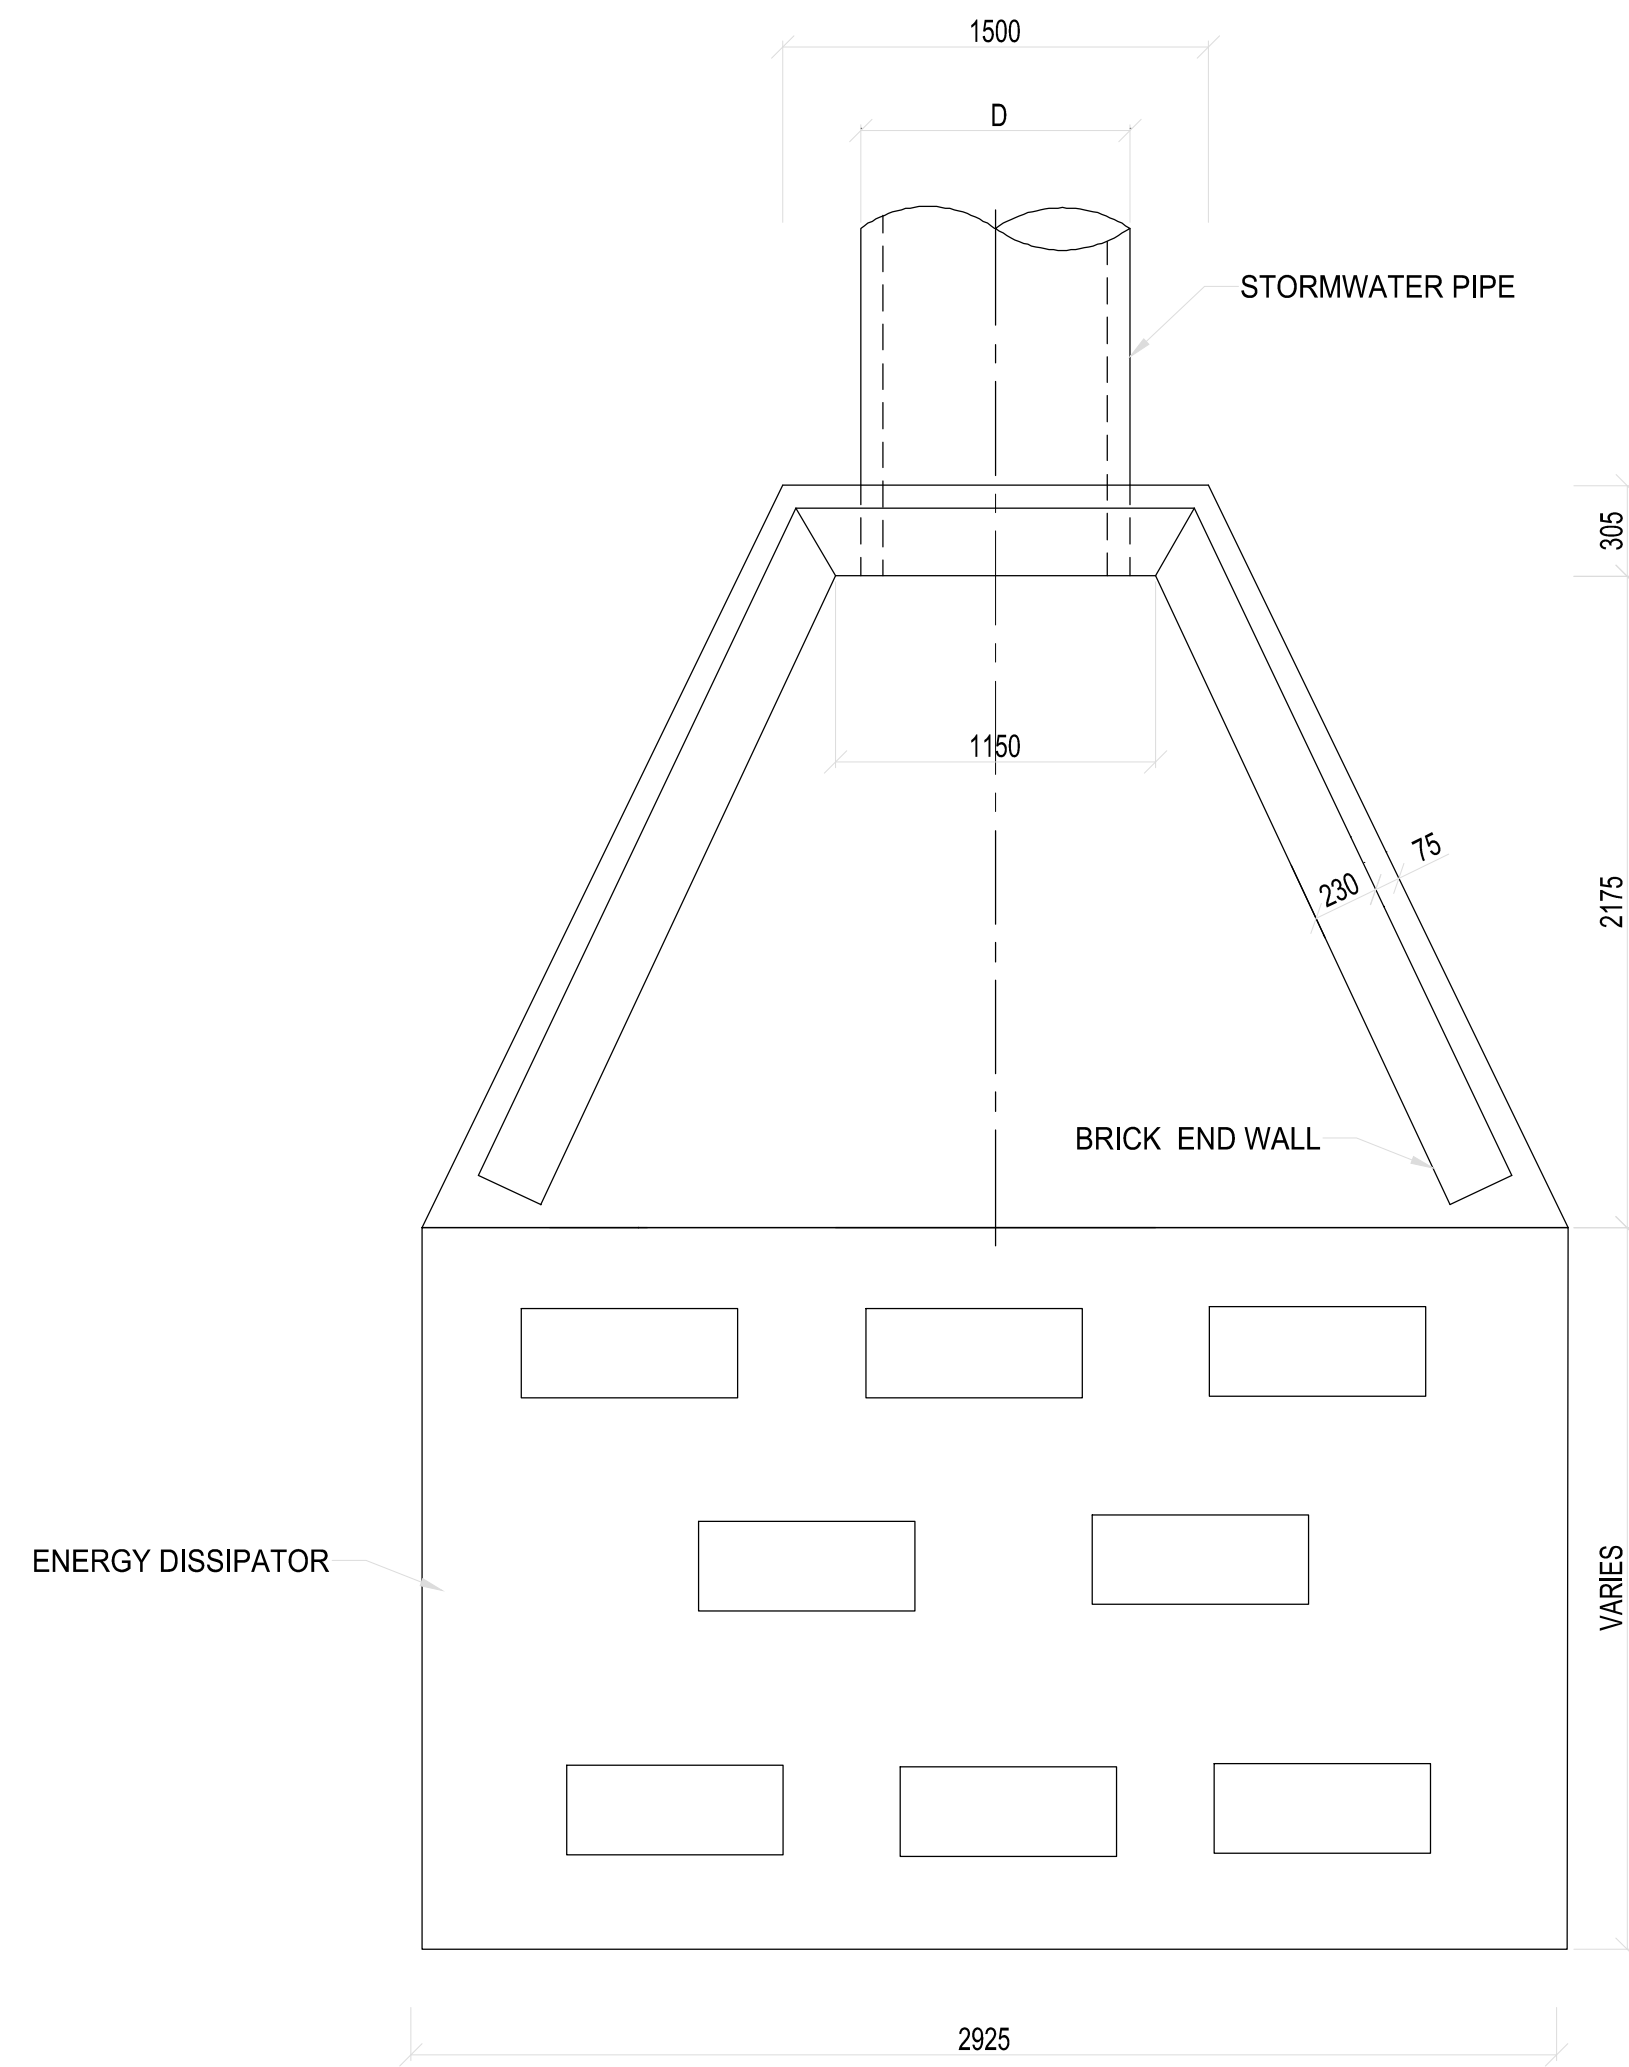 1500
D
STORMWATER PIPE
305
1150
75
230
2175
BRICK END WALL
ENERGY DISSIPATOR
VARIES
2925